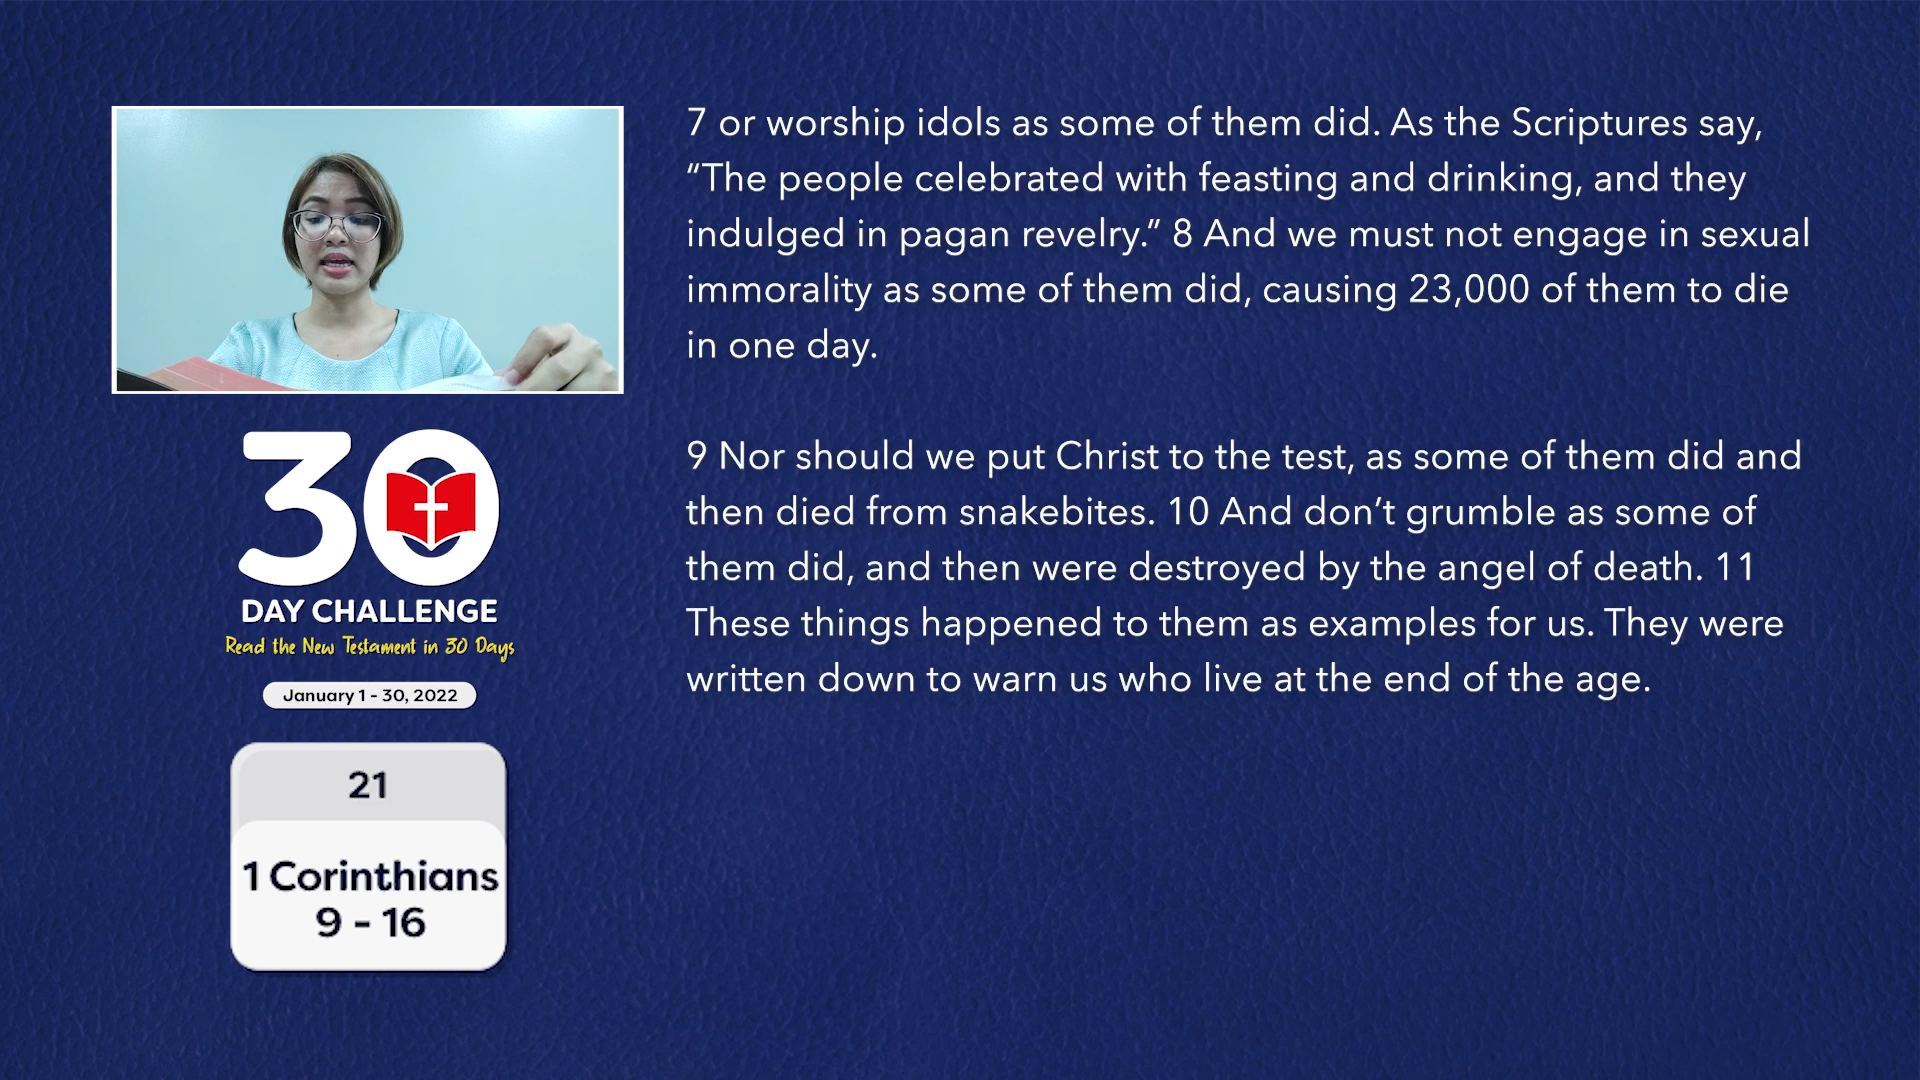 7 or worship idols as some of them did. As the Scriptures say,
“The people celebrated with feasting and drinking, and they
indulged in pagan revelry.” 8 And we must not engage in sexual
immorality as some of them did, causing 23,000 of them to die
in one day.
9 Nor should we put Christ to the test, as some of them did and
then died from snakebites. 10 And don’t grumble as some of
them did, and then were destroyed by the angel of death. 11
These things happened to them as examples for us. They were
written down to warn us who live at the end of the age.
30
DAY CHALLENGE
Read the New Testament in 30 Days
January 1 - 30, 2022
21
1 Corinthians
9 - 16